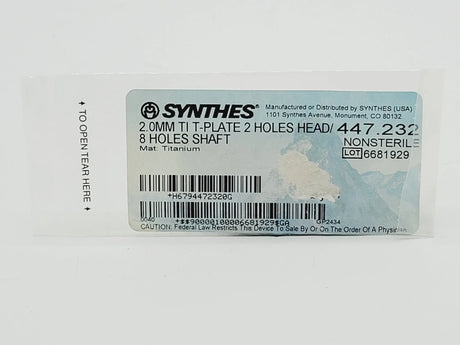 ✦ TO OPEN TEAR HERE ✦
SYNTHES®
Manufactured or Distributed by SYNTHES (USA)
1101 Synthes Avenue, Monument, CO 80132
2.0MM TI T-PLATE 2 HOLES HEAD/
8 HOLES SHAFT
447.232
NONSTERILE
Mat: Titanium
LOT 6681929
*H6794472320G
GP2434
CAUTION: Federal Law Restricts This Device To Sale By Or On The Order Of A Physician